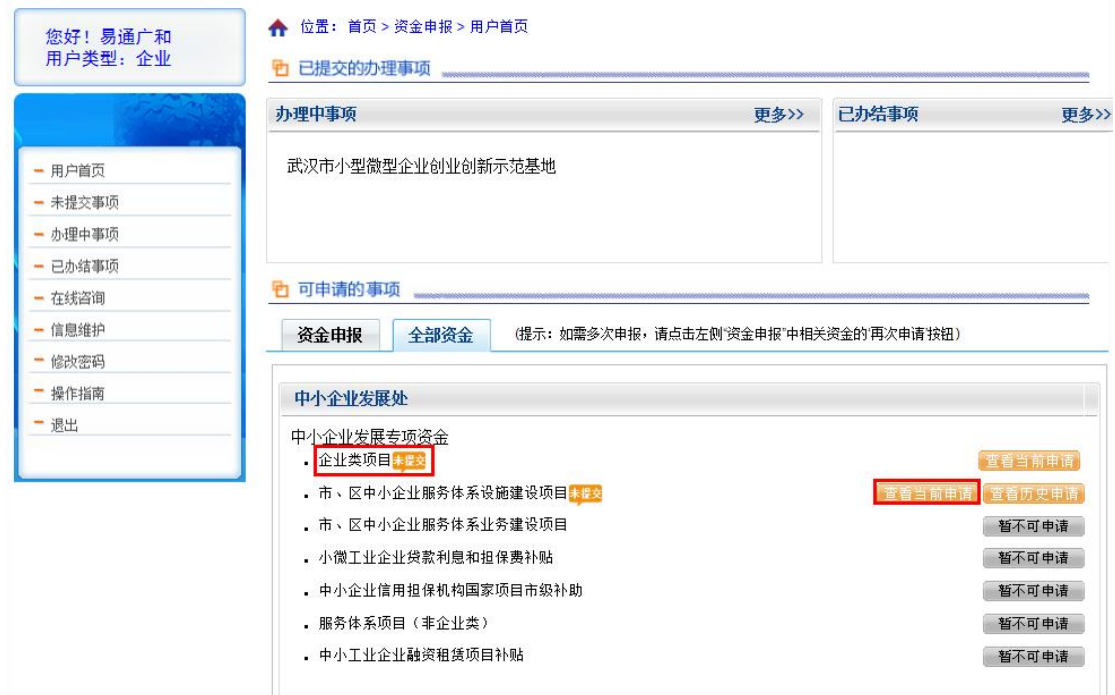 您好！易通广和
用户类型：企业
用户首页
未提交事项
办理中事项
已办结事项
在线咨询
信息维护
修改密码
操作指南
退出
位置：首页>资金申报>用户首页
已提交的办理事项
办理中事项 更多>> 已办结事项 更多>>
武汉市小型微型企业创业创新示范基地
可申请的事项
资金申报 全部资金 （提示：如需多次申报，请点击左侧“资金申报”中相关资金的‘再次申请’按钮）
中小企业发展处
中小企业发展专项资金
企业类项目 未提交 查看当前申请
市、区中小企业服务体系设施建设项目 未提交 查看当前申请 查看历史申请
市、区中小企业服务体系业务建设项目 暂不可申请
小微工业企业贷款利息和担保费补贴 暂不可申请
中小企业信用担保机构国家项目市级补助 暂不可申请
服务体系项目（非企业类） 暂不可申请
中小工业企业融资租赁项目补贴 暂不可申请